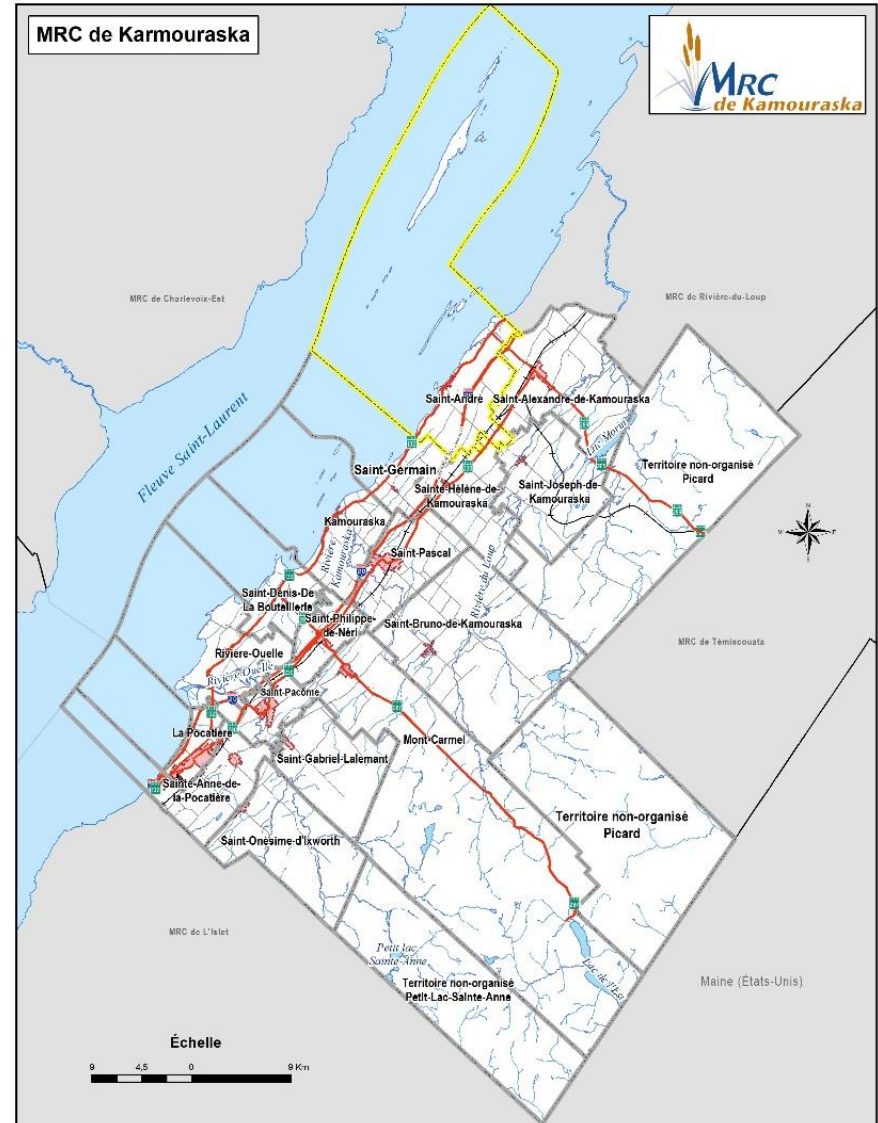 MRC de Karmouraska
MRC
de Kamouraska
MRC de Charlevoix-Est
MRC de Rivière-du-Loup
Fleuve Saint-Laurent
Saint-André
Saint-Alexandre-de-Kamouraska
Lac Morin
Saint-Germain
Territoire non-organisé
Picard
Sainte-Hélène-de-
Kamouraska
Saint-Joseph-de-
Kamouraska
Kamouraska
Rivière
Kamouraska
Saint-Pascal
20
Rivière du Loup
N
Saint-Denis-De
La Bouteillerie
Saint-Philippe-
de-Néri
Saint-Bruno-de-Kamouraska
MRC de Témiscouata
Rivière-Ouelle
Rivière Ouelle
Saint-Pacôme
20
La Pocatière
Mont-Carmel
Saint-Gabriel-Lalemant
Sainte-Anne-de-
la-Pocatière
Territoire non-organisé
Picard
Saint-Onésime-d'Ixworth
MRC de L'Islet
Petit lac
Sainte-Anne
Lac de l'Est
Territoire non-organisé
Petit-Lac-Sainte-Anne
Maine (États-Unis)
Échelle
9 4,5 0 9 Km